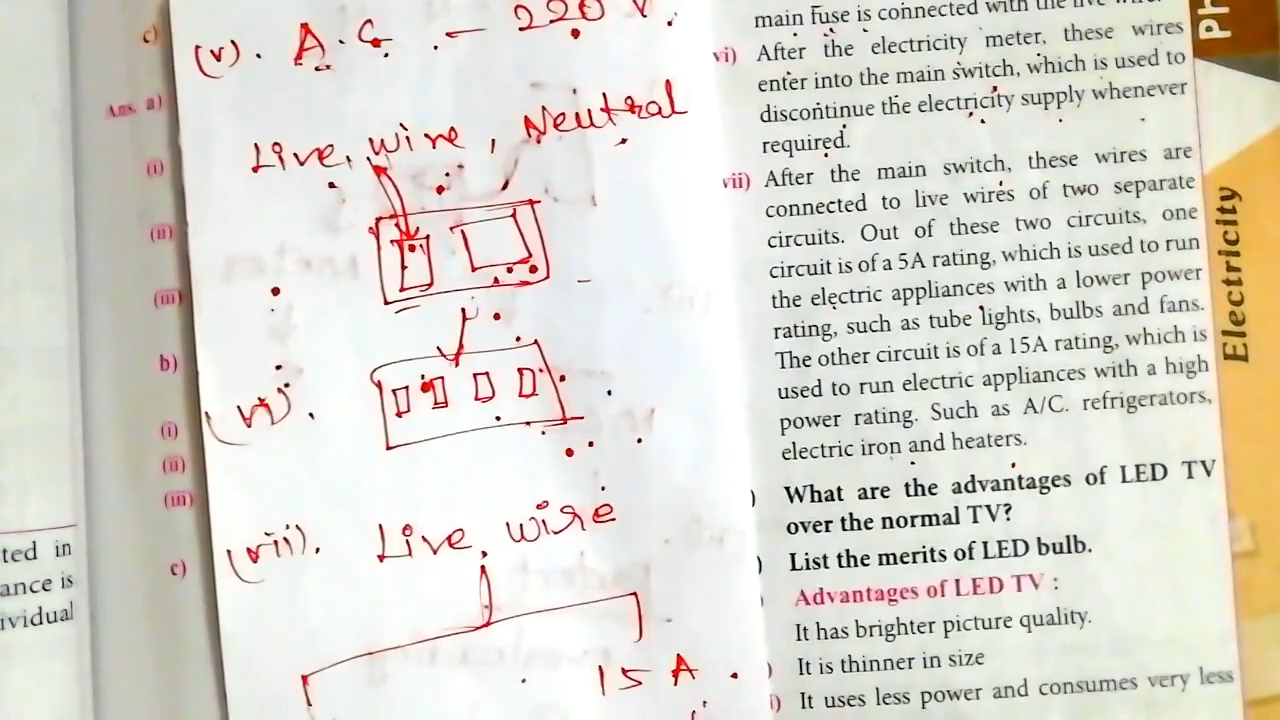 ted in
ance is
ividual
c)
Ans. a)
(i)
(ii)
(iii)
b)
(i)
(ii)
(iii)
c)
(v). A.C. - 220 V.
Live, wire, Neutral
(vi).
(vii). Live, wire
15 A.
main fuse is connected with the live
vi) After the electricity meter, these wires
enter into the main switch, which is used to
discontinue the electricity supply whenever
required.
vii) After the main switch, these wires are
connected to live wires of two separate
circuits. Out of these two circuits, one
circuit is of a 5A rating, which is used to run
the electric appliances with a lower power
rating, such as tube lights, bulbs and fans.
The other circuit is of a 15A rating, which is
used to run electric appliances with a high
power rating. Such as A/C. refrigerators,
electric iron and heaters.
) What are the advantages of LED TV
over the normal TV?
) List the merits of LED bulb.
Advantages of LED TV :
It has brighter picture quality.
) It is thinner in size
i) It uses less power and consumes very less
Ph
Electricity